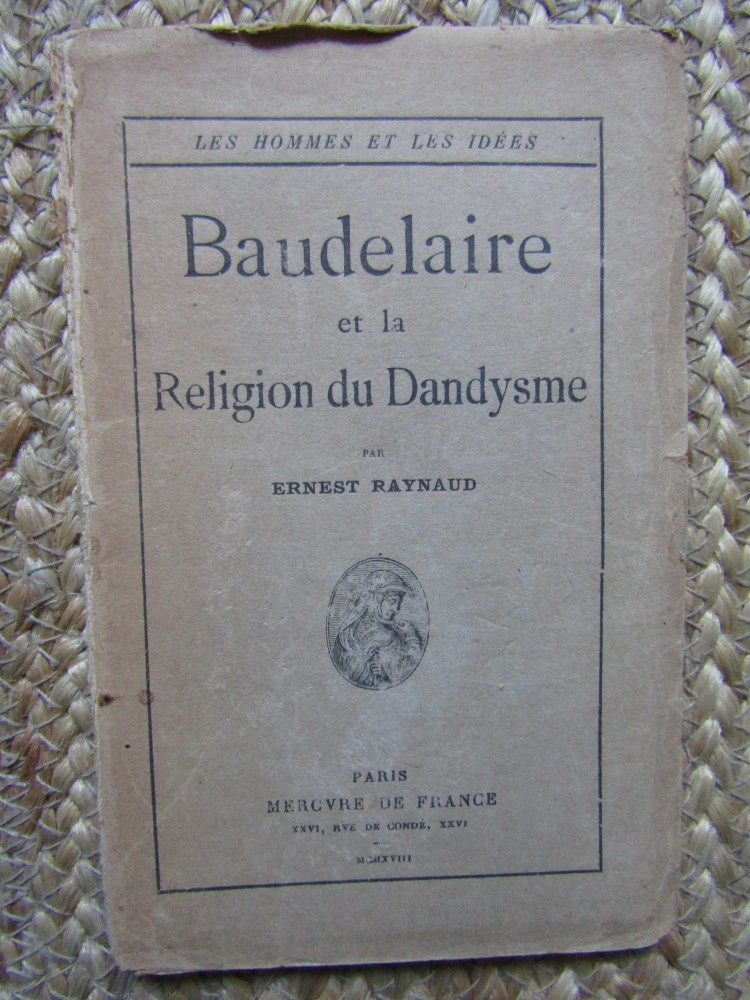 LES HOMMES ET LES IDÉES
Baudelaire
et la
Religion du Dandysme
PAR
ERNEST RAYNAUD
PARIS
MERCVRE DE FRANCE
XXVI, RVE DE CONDÉ, XXVI
MCMXVIII